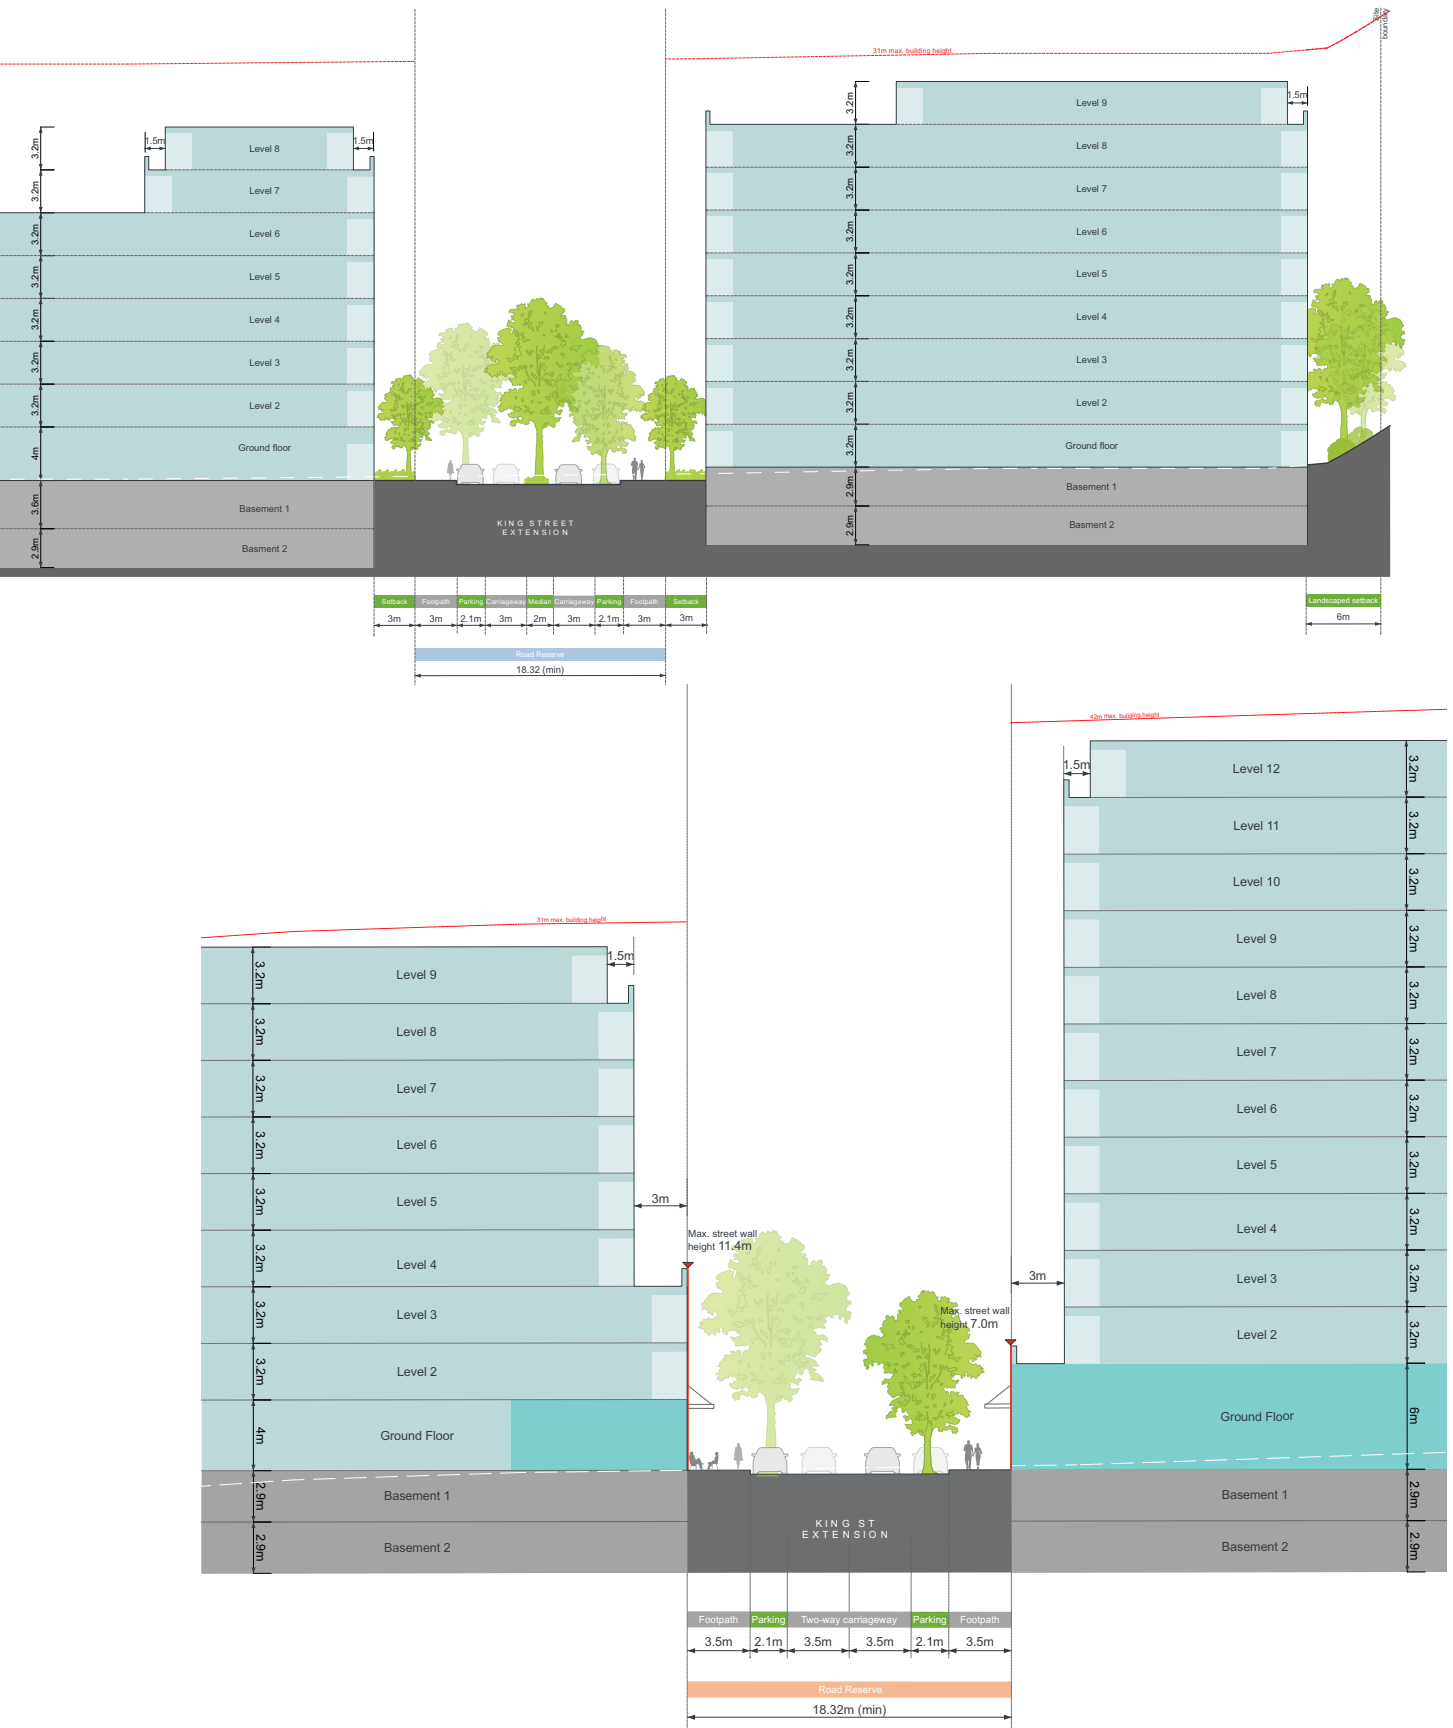 Site
boundary
31m max. building height
3.2m
Level 9
1.5m
3.2m
1.5m
Level 8
1.5m
3.2m
Level 8
3.2m
Level 7
3.2m
Level 7
3.2m
Level 6
3.2m
Level 6
3.2m
Level 5
3.2m
Level 5
3.2m
Level 4
3.2m
Level 4
3.2m
Level 3
3.2m
Level 3
3.2m
Level 2
3.2m
Level 2
4m
Ground floor
3.2m
Ground floor
3.6m
Basement 1
2.9m
Basement 1
2.9m
Basment 2
2.9m
Basmemt 2
KING STREET
EXTENSION
Setback Footpath Parking Carriageway Median Carriageway Parking Footpath Setback
3m 3m 2.1m 3m 2m 3m 2.1m 3m 3m
Landscaped setback
6m
Road Reserve
18.32 (min)
42m max. building height
1.5m
Level 12
3.2m
Level 11
3.2m
Level 10
3.2m
31m max. building height
Level 9
3.2m
3.2m
Level 9
1.5m
Level 8
3.2m
3.2m
Level 8
Level 7
3.2m
3.2m
Level 7
Level 6
3.2m
3.2m
Level 6
Level 5
3.2m
3.2m
Level 5
3m
Level 4
3.2m
Max. street wall
height 11.4m
3.2m
Level 4
3m
Level 3
3.2m
3.2m
Level 3
Max. street wall
height 7.0m
Level 2
3.2m
3.2m
Level 2
4m
Ground Floor
Ground Floor
6m
2.9m
Basement 1
Basement 1
2.9m
KING ST
EXTENSION
2.9m
Basement 2
Basement 2
2.9m
Footpath Parking Two-way carriageway Parking Footpath
3.5m 2.1m 3.5m 3.5m 2.1m 3.5m
Road Reserve
18.32m (min)